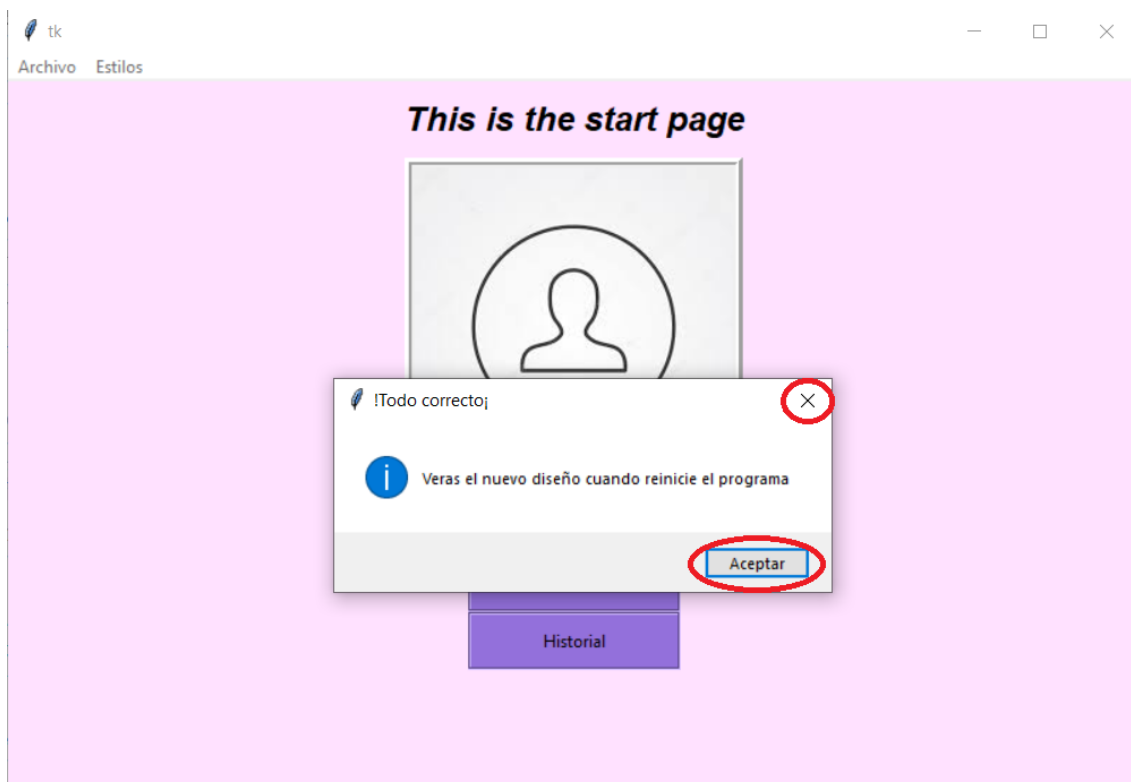 tk
Archivo Estilos
This is the start page
!Todo correcto¡
i
Veras el nuevo diseño cuando reinicie el programa
Aceptar
Historial